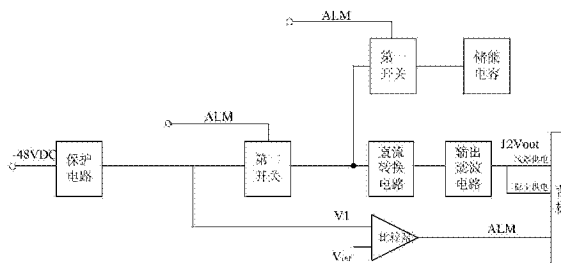 ALM
第一
开关
储能
电容
ALM
-48VDC
保护
电路
第二
开关
直流
转换
电路
输出
滤波
电路
12Vout
V1
比较器
ALM
Vref